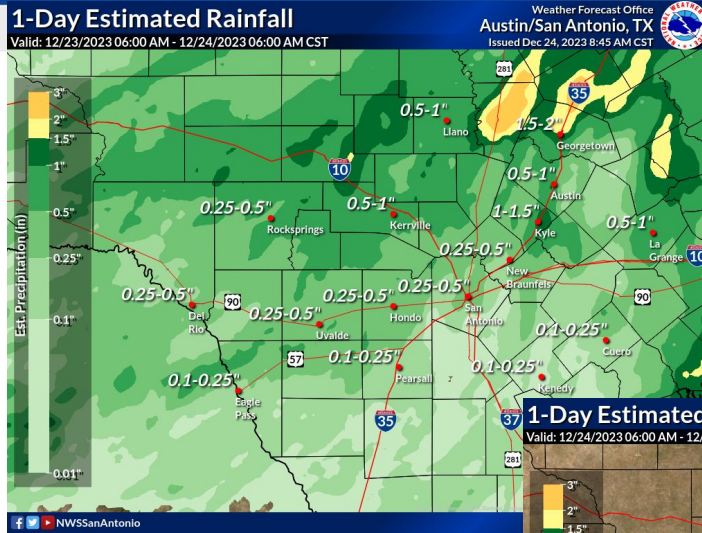 1-Day Estimated Rainfall
Valid: 12/23/2023 06:00 AM - 12/24/2023 06:00 AM CST
Weather Forecast Office
Austin/San Antonio, TX
Issued Dec 24, 2023 8:45 AM CST
Est. Precipitation (in)
3"
2"
1.5"
1"
0.5"
0.25"
0.1"
0.01"
281
35
0.5-1"
Llano
1.5-2"
Georgetown
10
0.5-1"
Austin
0.25-0.5"
Rocksprings
0.5-1"
Kerrville
1-1.5"
Kyle
0.5-1"
La
Grange
10
0.25-0.5"
New
Braunfels
0.25-0.5"
Del
Rio
90
0.25-0.5"
Uvalde
0.25-0.5"
Hondo
0.25-0.5"
San
Antonio
90
0.1-0.25"
Cuero
57
0.1-0.25"
Pearsall
0.1-0.25"
Kenedy
0.1-0.25"
Eagle
Pass
35
37
281
NWSSanAntonio
1-Day Estimated
Valid: 12/24/2023 06:00 AM - 12/
3"
2"
1.5"